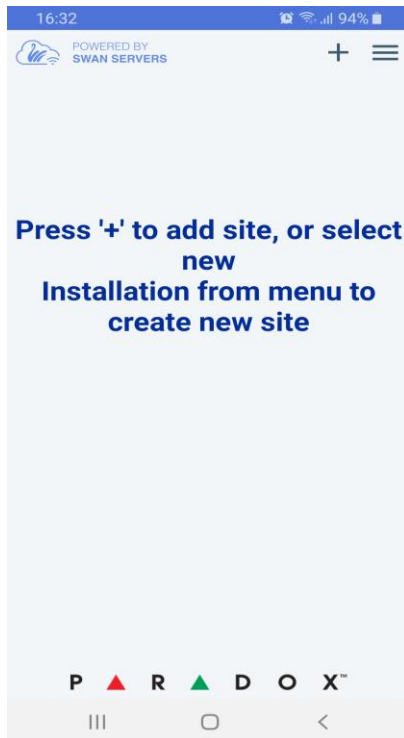 16:32
94%
POWERED BY
SWAN SERVERS
Press '+' to add site, or select
new
Installation from menu to
create new site
PARADOX™